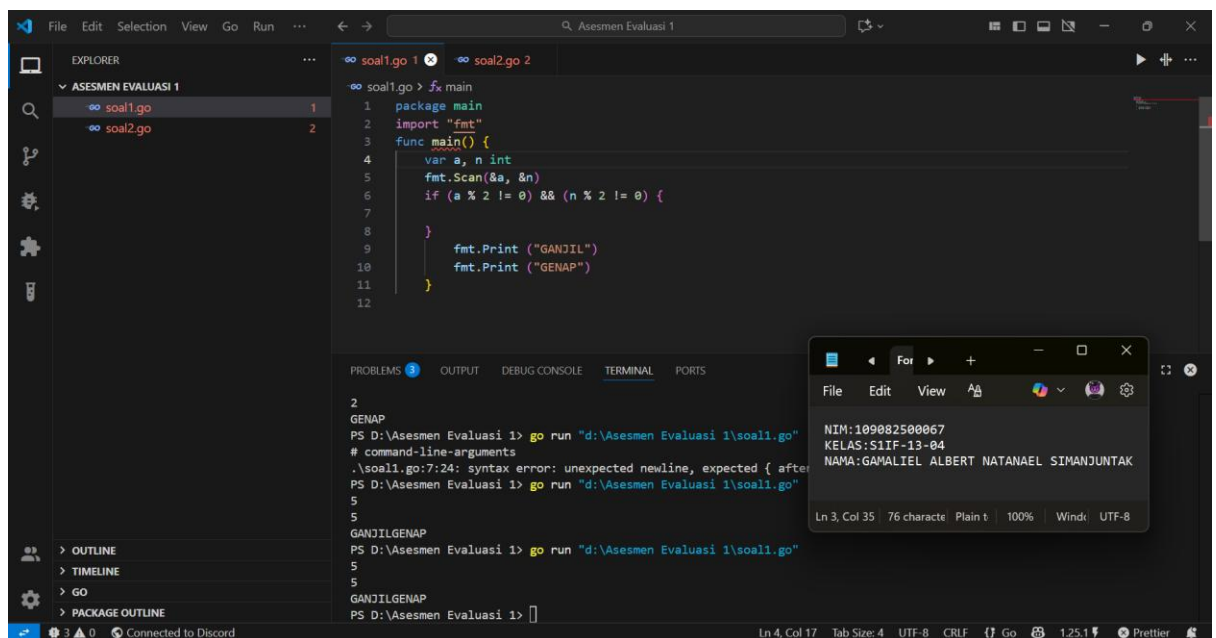 File Edit Selection View Go Run ··· Asesmen Evaluasi 1
EXPLORER ···
ASESMEN EVALUASI 1
soal1.go 1
soal2.go 2
soal1.go 1 soal2.go 2
soal1.go > main
1 package main
2 import "fmt"
3 func main() {
4 var a, n int
5 fmt.Scan(&a, &n)
6 if (a % 2 != 0) && (n % 2 != 0) {
7
8 }
9 fmt.Print ("GANJIL")
10 fmt.Print ("GENAP")
11 }
12
PROBLEMS 3 OUTPUT DEBUG CONSOLE TERMINAL PORTS
2
GENAP
PS D:\Asesmen Evaluasi 1> go run "d:\Asesmen Evaluasi 1\soal1.go"
# command-line-arguments
.\soal1.go:7:24: syntax error: unexpected newline, expected { after
PS D:\Asesmen Evaluasi 1> go run "d:\Asesmen Evaluasi 1\soal1.go"
5
5
GANJILGENAP
PS D:\Asesmen Evaluasi 1> go run "d:\Asesmen Evaluasi 1\soal1.go"
5
5
GANJILGENAP
PS D:\Asesmen Evaluasi 1>
For
File Edit View
NIM:109082500067
KELAS:S1IF-13-04
NAMA:GAMALIEL ALBERT NATANAEL SIMANJUNTAK
Ln 3, Col 35 76 characte Plain t 100% Windc UTF-8
OUTLINE
TIMELINE
GO
PACKAGE OUTLINE
3 0 Connected to Discord Ln 4, Col 17 Tab Size: 4 UTF-8 CRLF {} Go 1.25.1 Prettier